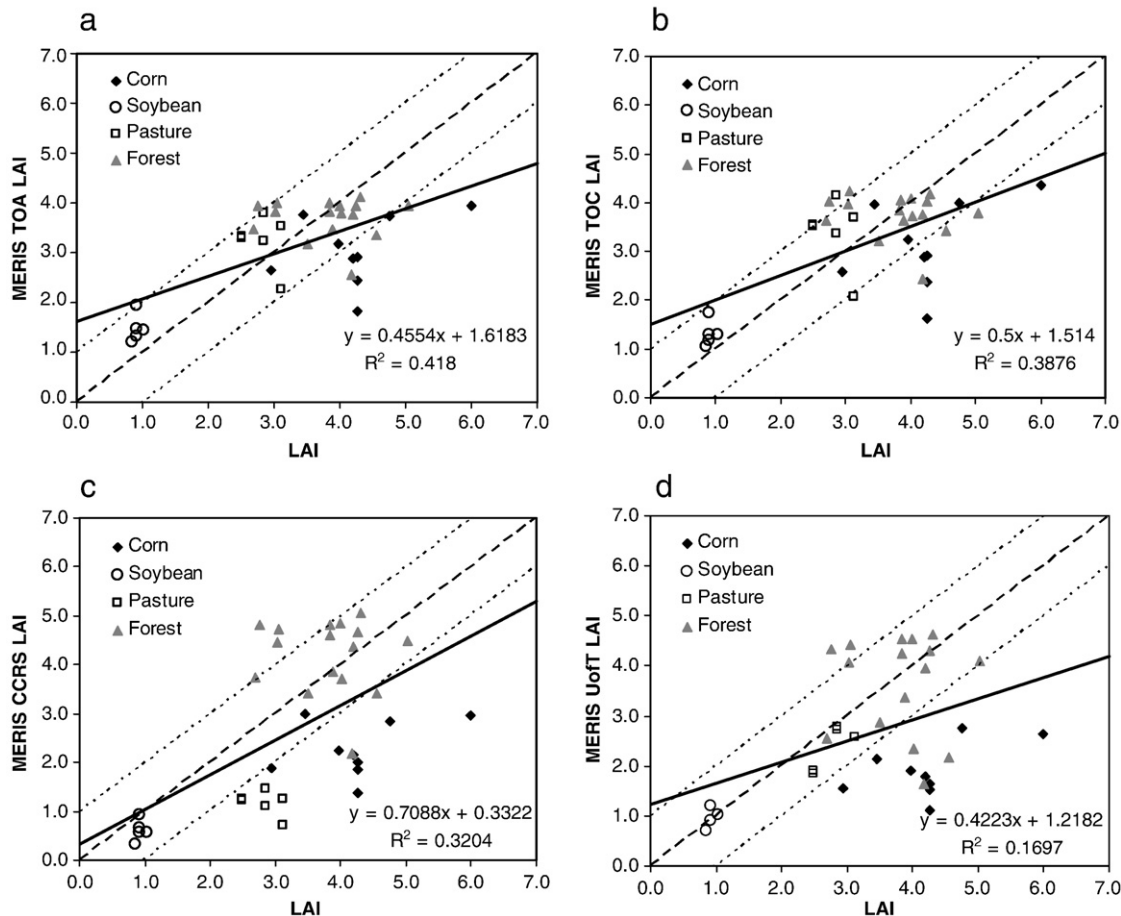 a
7.0
6.0
5.0
4.0
3.0
2.0
1.0
0.0
MERIS TOA LAI
Corn
Soybean
Pasture
Forest
y = 0.4554x + 1.6183
R² = 0.418
0.0 1.0 2.0 3.0 4.0 5.0 6.0 7.0
LAI
b
7.0
6.0
5.0
4.0
3.0
2.0
1.0
0.0
MERIS TOC LAI
Corn
Soybean
Pasture
Forest
y = 0.5x + 1.514
R² = 0.3876
0.0 1.0 2.0 3.0 4.0 5.0 6.0 7.0
LAI
c
7.0
6.0
5.0
4.0
3.0
2.0
1.0
0.0
MERIS CCRS LAI
Corn
Soybean
Pasture
Forest
y = 0.7088x + 0.3322
R² = 0.3204
0.0 1.0 2.0 3.0 4.0 5.0 6.0 7.0
LAI
d
7.0
6.0
5.0
4.0
3.0
2.0
1.0
0.0
MERIS UofT LAI
Corn
Soybean
Pasture
Forest
y = 0.4223x + 1.2182
R² = 0.1697
0.0 1.0 2.0 3.0 4.0 5.0 6.0 7.0
LAI